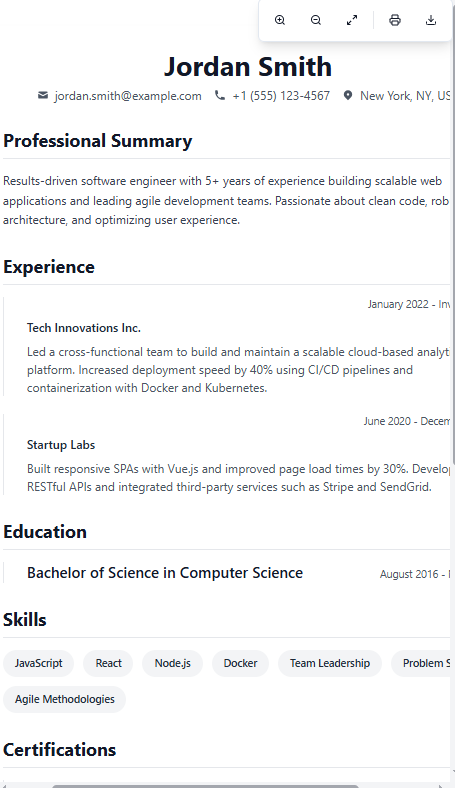 Jordan Smith
jordan.smith@example.com +1 (555) 123-4567 New York, NY, US
Professional Summary
Results-driven software engineer with 5+ years of experience building scalable web
applications and leading agile development teams. Passionate about clean code, rob
architecture, and optimizing user experience.
Experience
January 2022 - Inv
Tech Innovations Inc.
Led a cross-functional team to build and maintain a scalable cloud-based analyt
platform. Increased deployment speed by 40% using CI/CD pipelines and
containerization with Docker and Kubernetes.
June 2020 - Decem
Startup Labs
Built responsive SPAs with Vue.js and improved page load times by 30%. Develop
RESTful APIs and integrated third-party services such as Stripe and SendGrid.
Education
Bachelor of Science in Computer Science
August 2016 -
Skills
JavaScript React Node.js Docker Team Leadership Problem S
Agile Methodologies
Certifications